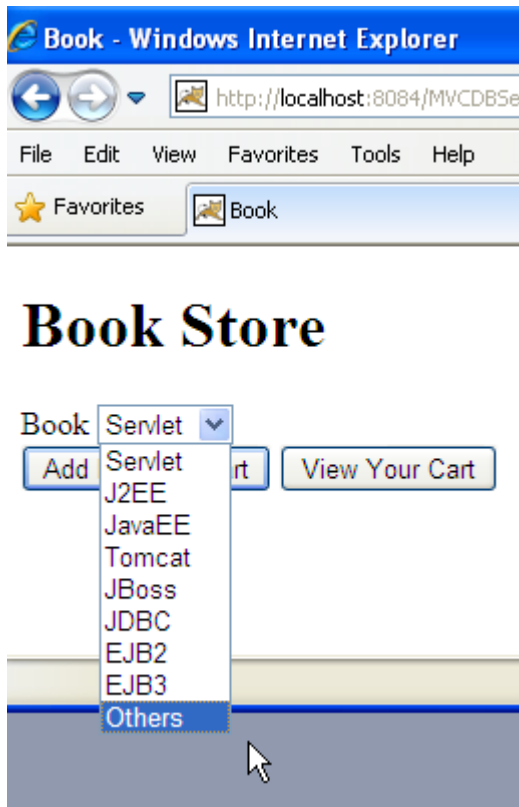 Book - Windows Internet Explorer
http://localhost:8084/MVCDBSe
File Edit View Favorites Tools Help
Favorites Book
Book Store
Book Servlet
Add rt View Your Cart
Servlet
J2EE
JavaEE
Tomcat
JBoss
JDBC
EJB2
EJB3
Others